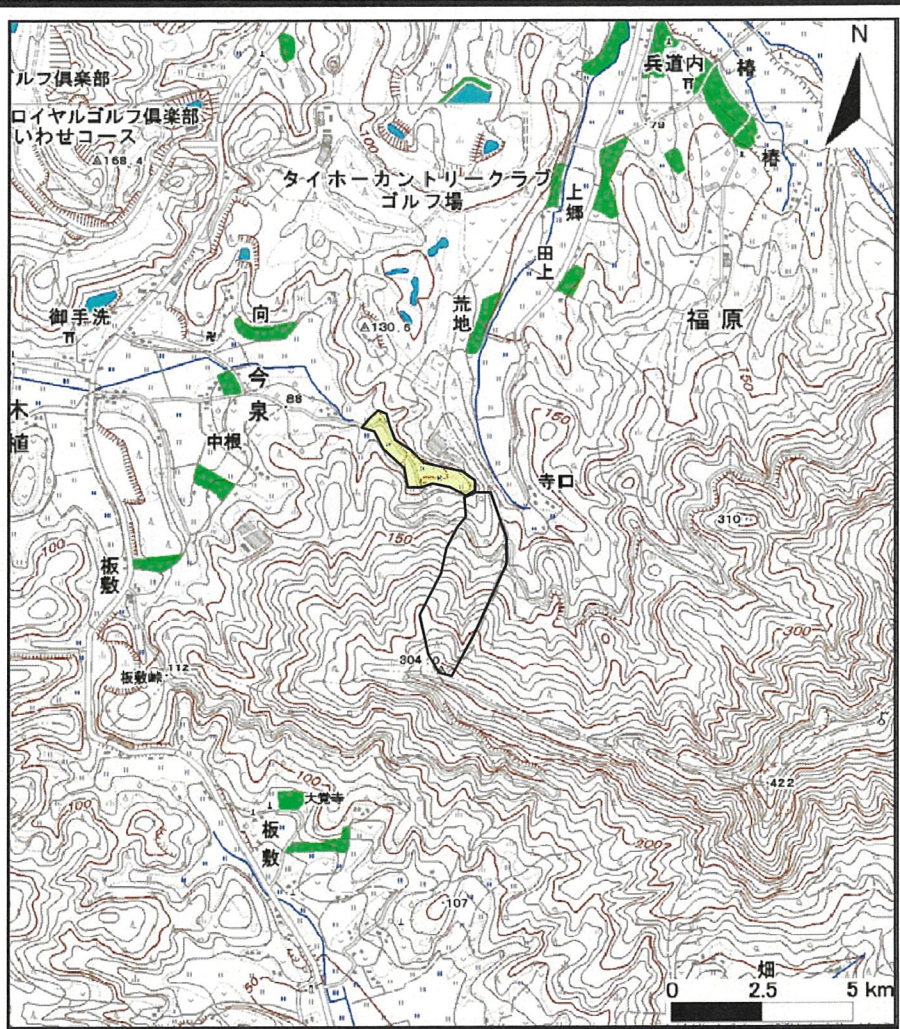 N
ルフ倶楽部
ロイヤルゴルフ倶楽部
いわせコース
168.4
兵道内
椿
椿
79
100
タイホーカントリークラブ
ゴルフ場
上郷
田上
荒地
福原
御手洗
向
130.6
150
今泉
88
木植
中根
150
寺口
310
100
150
板敷
300
304.0
板敷峠
112
422
100
100
大覚寺
板敷
200
107
50
畑
0 2.5 5 km